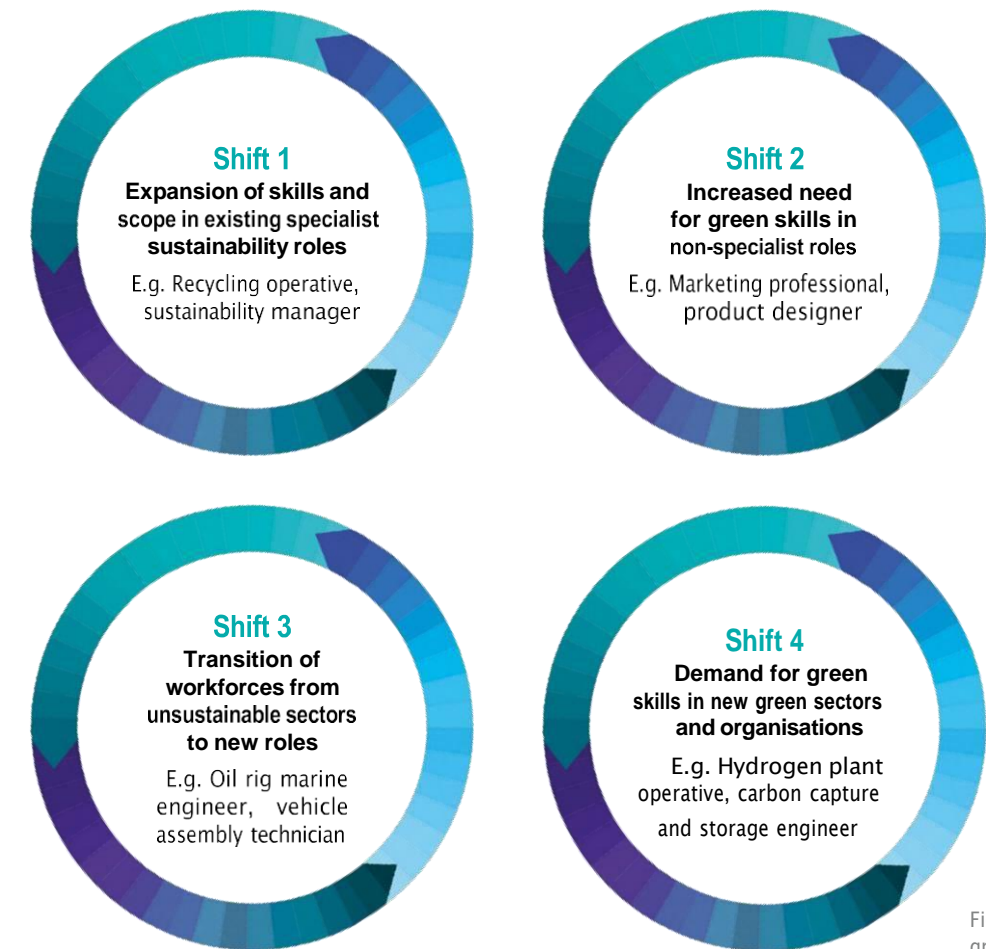 Shift 1
Expansion of skills and
scope in existing specialist
sustainability roles
E.g. Recycling operative,
sustainability manager
Shift 2
Increased need
for green skills in
non-specialist roles
E.g. Marketing professional,
product designer
Shift 3
Transition of
workforces from
unsustainable sectors
to new roles
E.g. Oil rig marine
engineer, vehicle
assembly technician
Shift 4
Demand for green
skills in new green sectors
and organisations
E.g. Hydrogen plant
operative, carbon capture
and storage engineer
Fi